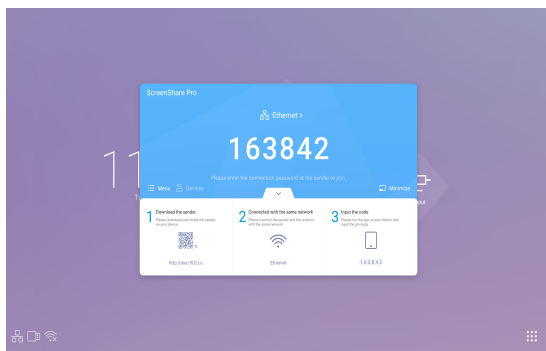 ScreenShare Pro
Ethernet >
163842
Please enter the connection password at the sender to join.
Menu Devices
Minimize
11
1 Download the sender
Please download and install the sender
on your device
2 Connected with the same network
Please connect the sender and the receiver
with the same network
3 Input the code
Please run the app on your device and
input the pin code
Ethernet
163842